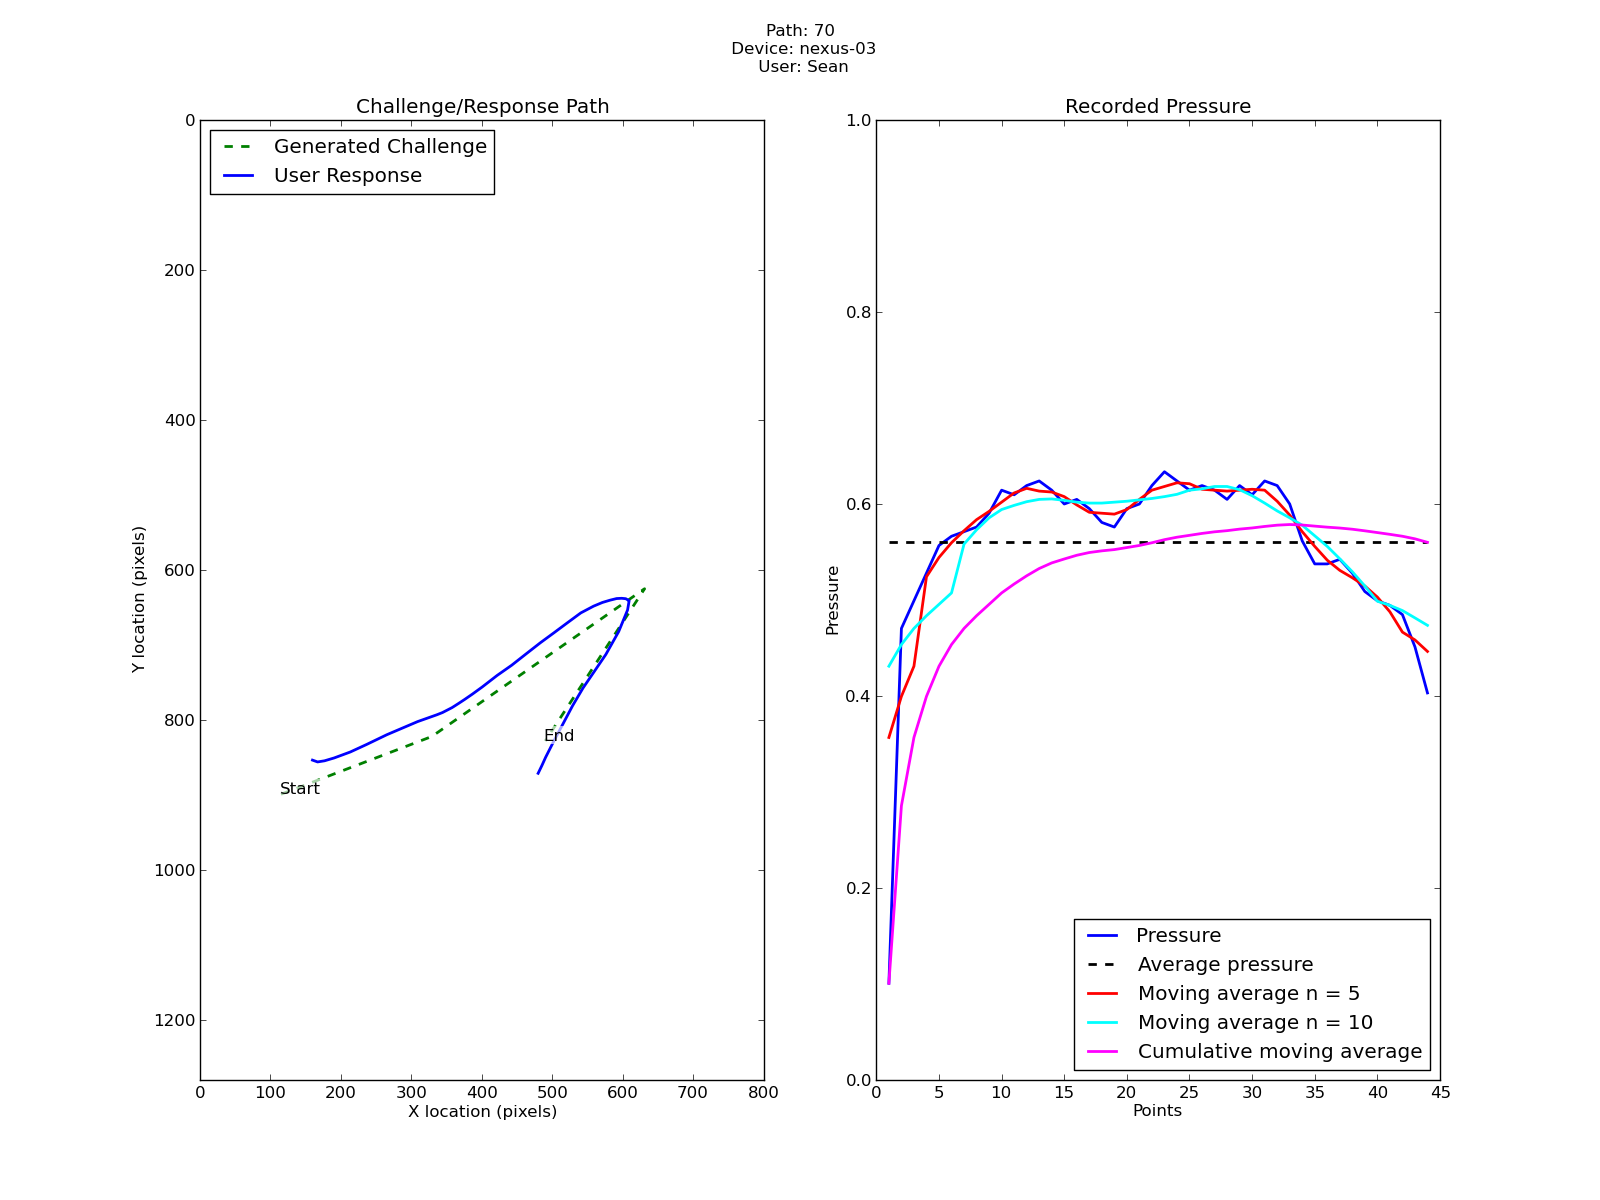 Path: 70
Device: nexus-03
User: Sean
Challenge/Response Path
Generated Challenge
User Response
0
200
400
600
800
1000
1200
Y location (pixels)
Start
End
0 100 200 300 400 500 600 700 800
X location (pixels)
Recorded Pressure
1.0
0.8
0.6
0.4
0.2
0.0
Pressure
Pressure
Average pressure
Moving average n = 5
Moving average n = 10
Cumulative moving average
0 5 10 15 20 25 30 35 40 45
Points